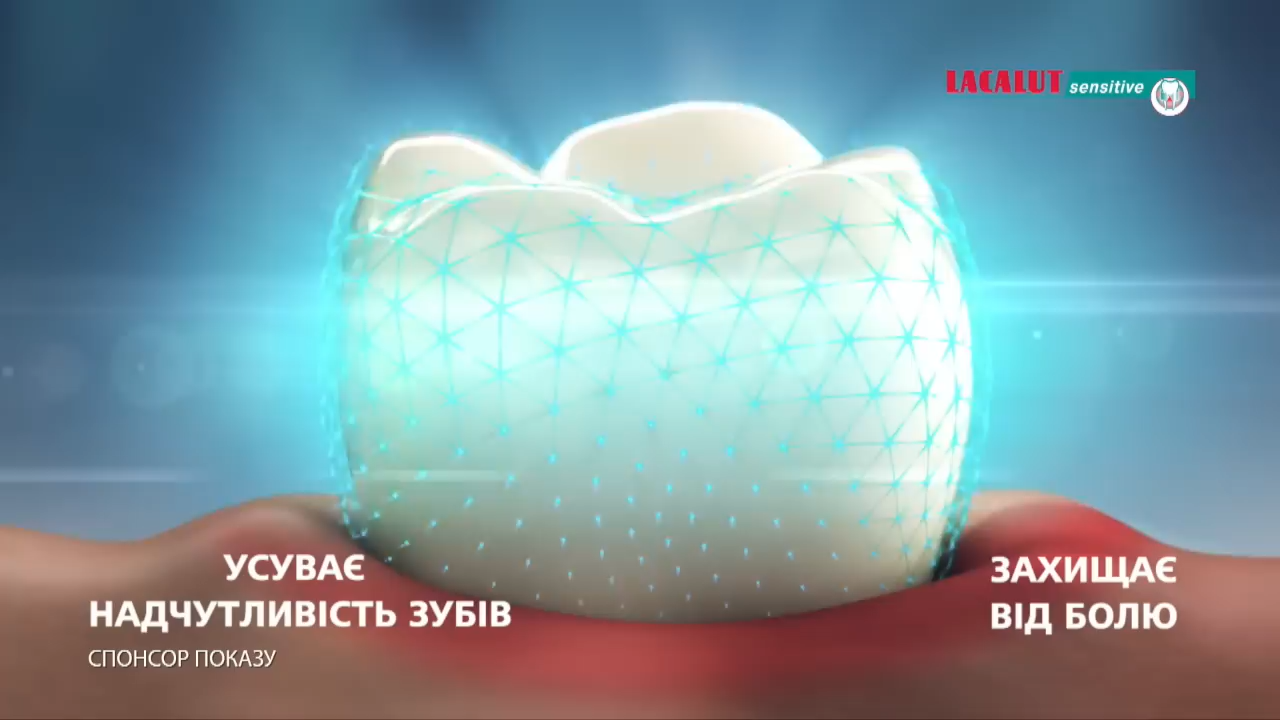 LACALUT sensitive
УСУВАЄ
НАДЧУТЛИВІСТЬ ЗУБІВ
СПОНСОР ПОКАЗУ
ЗАХИЩАЄ
ВІД БОЛЮ